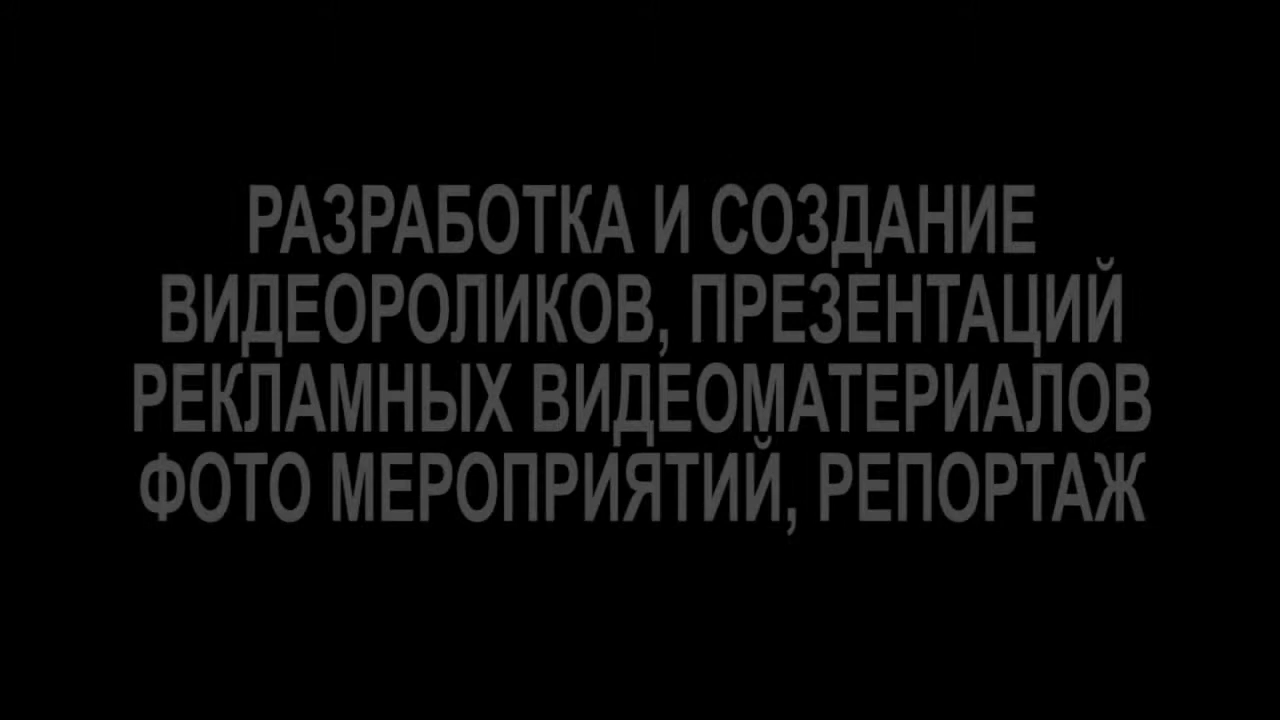 РАЗРАБОТКА И СОЗДАНИЕ
ВИДЕОРОЛИКОВ, ПРЕЗЕНТАЦИЙ
РЕКЛАМНЫХ ВИДЕОМАТЕРИАЛОВ
ФОТО МЕРОПРИЯТИЙ, РЕПОРТАЖ